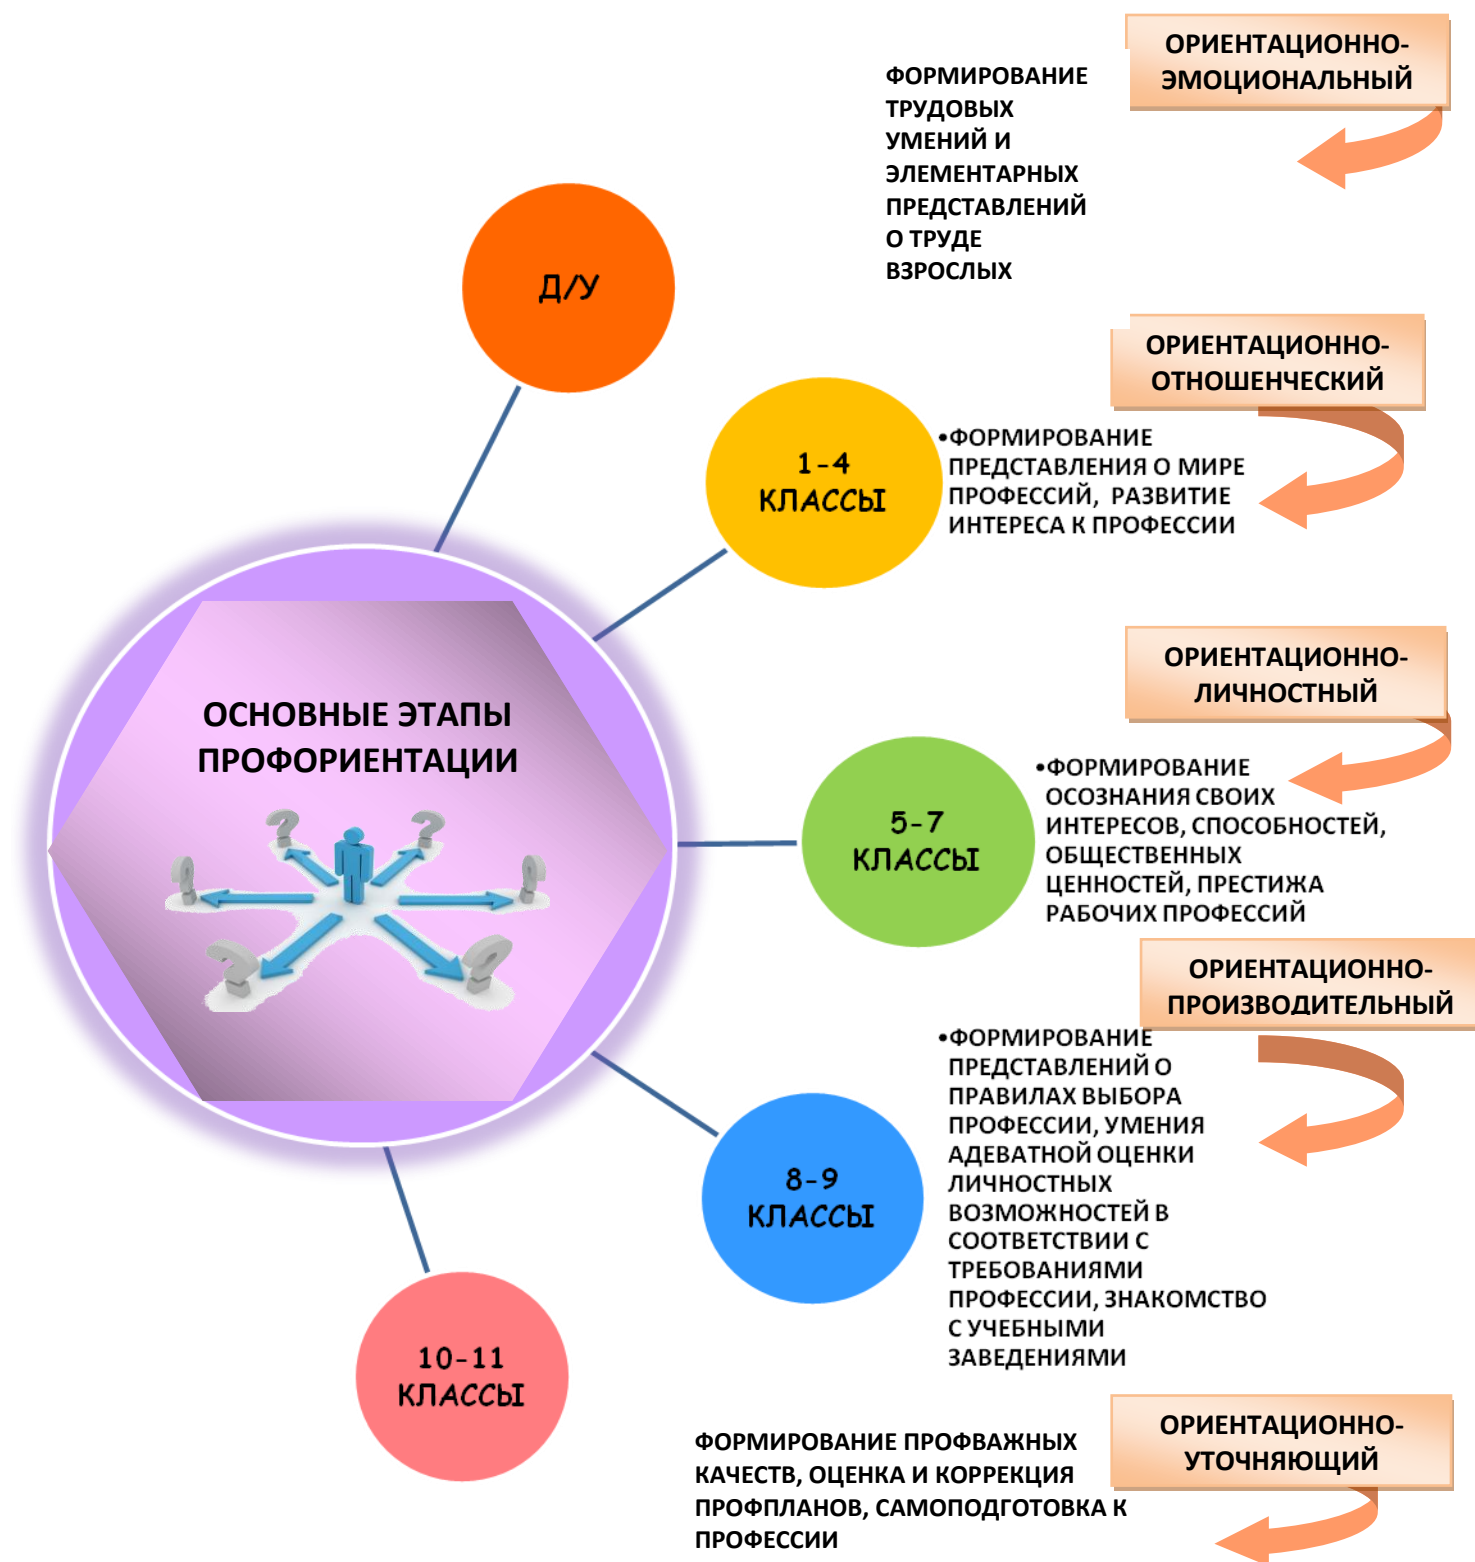 ОРИЕНТАЦИОННО-
ЭМОЦИОНАЛЬНЫЙ
ФОРМИРОВАНИЕ
ТРУДОВЫХ
УМЕНИЙ И
ЭЛЕМЕНТАРНЫХ
ПРЕДСТАВЛЕНИЙ
О ТРУДЕ
ВЗРОСЛЫХ
Д/У
ОРИЕНТАЦИОННО-
ОТНОШЕНЧЕСКИЙ
1-4
КЛАССЫ
•ФОРМИРОВАНИЕ
ПРЕДСТАВЛЕНИЯ О МИРЕ
ПРОФЕССИЙ, РАЗВИТИЕ
ИНТЕРЕСА К ПРОФЕССИИ
ОРИЕНТАЦИОННО-
ЛИЧНОСТНЫЙ
ОСНОВНЫЕ ЭТАПЫ
ПРОФОРИЕНТАЦИИ
5-7
КЛАССЫ
•ФОРМИРОВАНИЕ
ОСОЗНАНИЯ СВОИХ
ИНТЕРЕСОВ, СПОСОБНОСТЕЙ,
ОБЩЕСТВЕННЫХ
ЦЕННОСТЕЙ, ПРЕСТИЖА
РАБОЧИХ ПРОФЕССИЙ
ОРИЕНТАЦИОННО-
ПРОИЗВОДИТЕЛЬНЫЙ
8-9
КЛАССЫ
•ФОРМИРОВАНИЕ
ПРЕДСТАВЛЕНИЙ О
ПРАВИЛАХ ВЫБОРА
ПРОФЕССИИ, УМЕНИЯ
АДЕВАТНОЙ ОЦЕНКИ
ЛИЧНОСТНЫХ
ВОЗМОЖНОСТЕЙ В
СООТВЕТСТВИИ С
ТРЕБОВАНИЯМИ
ПРОФЕССИИ, ЗНАКОМСТВО
С УЧЕБНЫМИ
ЗАВЕДЕНИЯМИ
10-11
КЛАССЫ
ОРИЕНТАЦИОННО-
УТОЧНЯЮЩИЙ
ФОРМИРОВАНИЕ ПРОФВАЖНЫХ
КАЧЕСТВ, ОЦЕНКА И КОРРЕКЦИЯ
ПРОФПЛАНОВ, САМОПОДГОТОВКА К
ПРОФЕССИИ